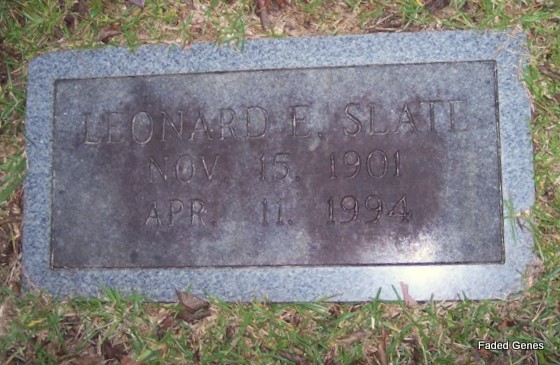 LEONARD E. SLATE
NOV. 15, 1901
APR. 11, 1994
Faded Genes